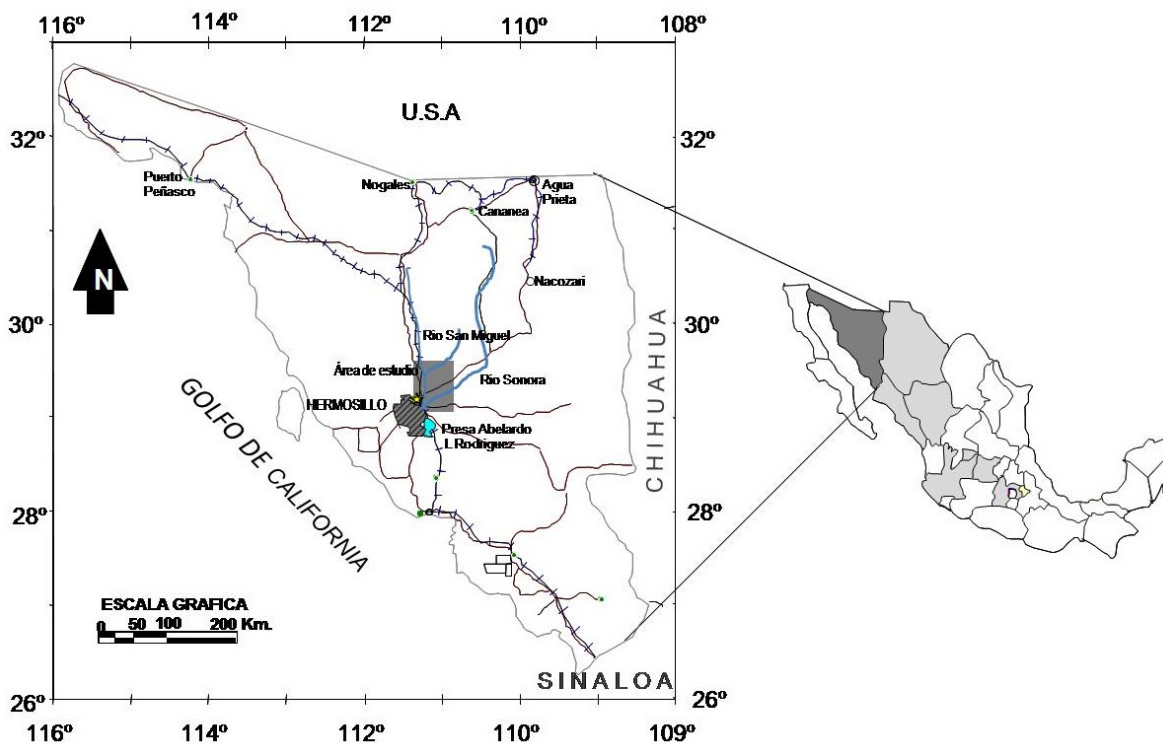 116º 114º 112º 110º 108º
U.S.A
32º 32º
Puerto
Peñasco
Nogales
Agua
Prieta
Cananea
N
Nacozari
30º 30º
Rio San Miguel
Área de estudio
Rio Sonora
HERMOSILLO
Presa Abelardo
L Rodriguez
GOLFO DE CALIFORNIA
CHIHUAHUA
28º 28º
ESCALA GRAFICA
0 50 100 200 Km.
SINALOA
26º 26º
116º 114º 112º 110º 109º